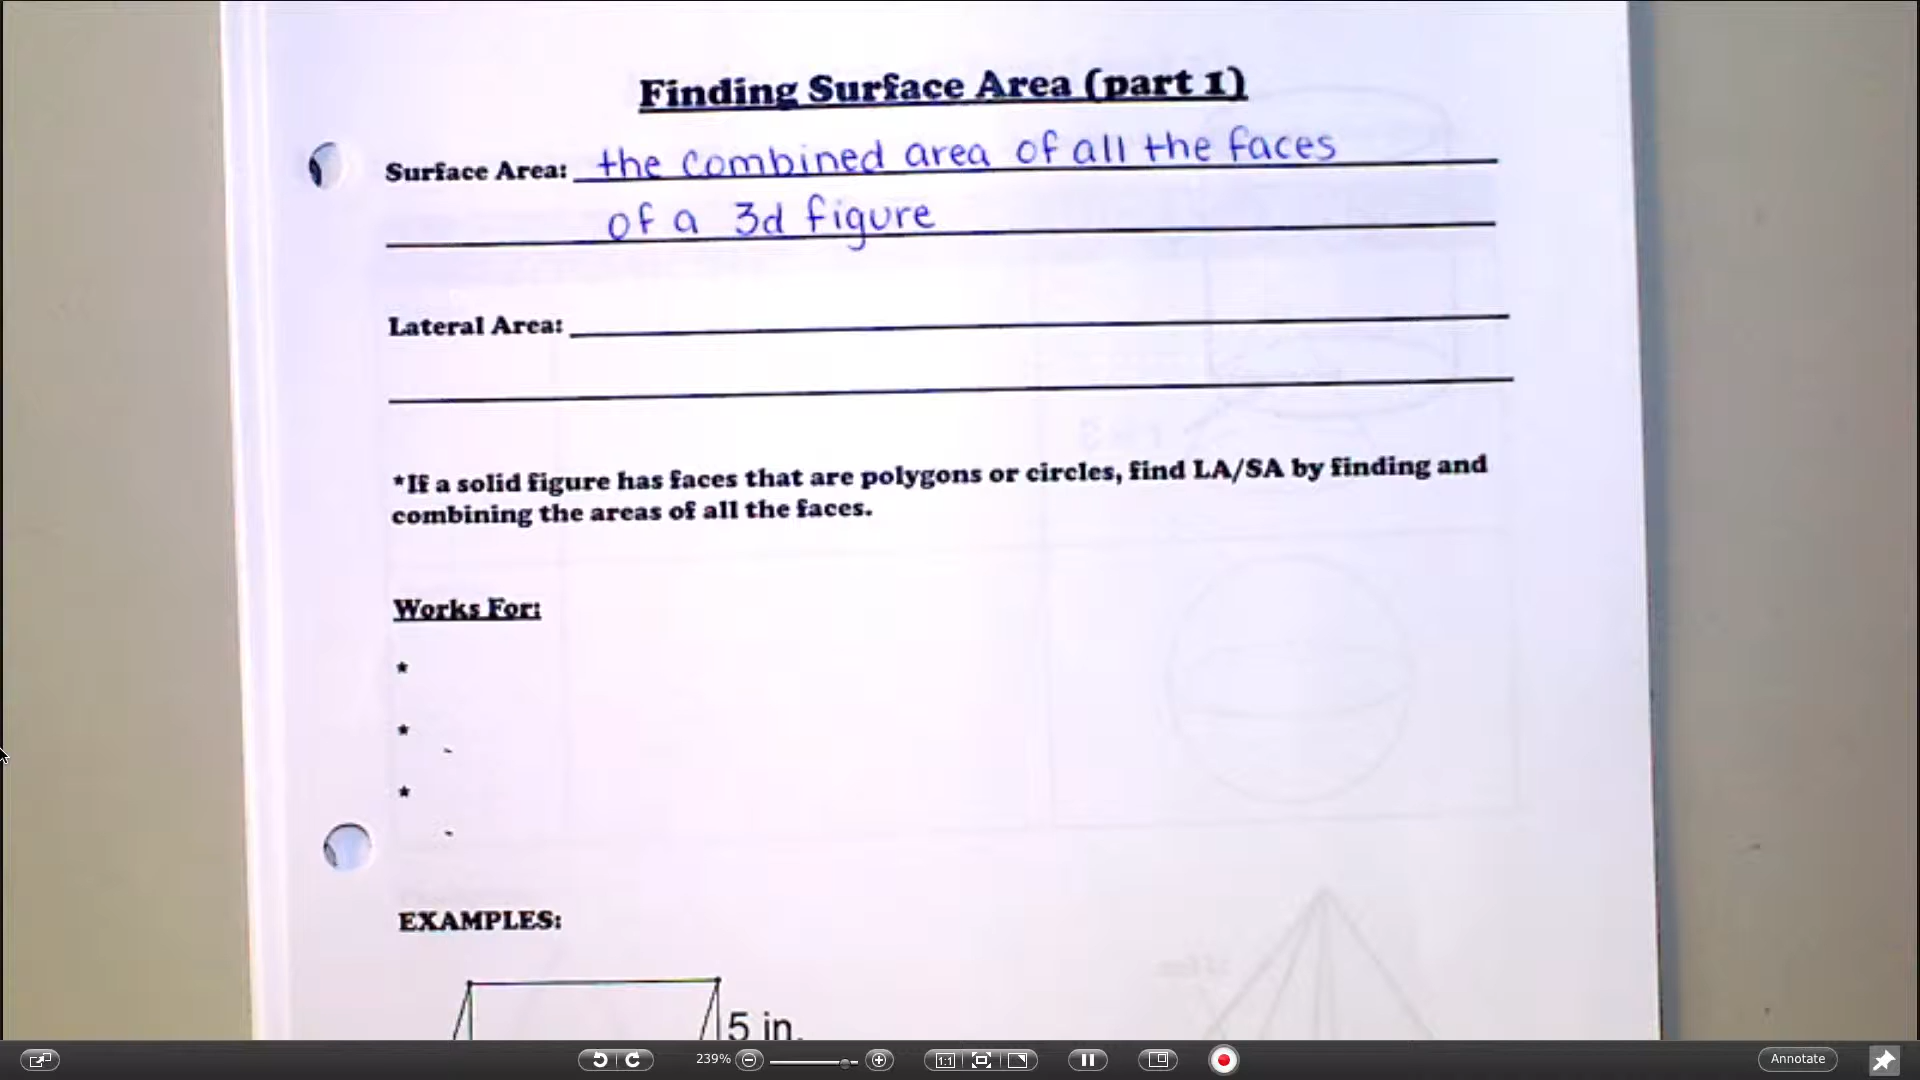 Finding Surface Area (part 1)
Surface Area: the combined area of all the faces
of a 3d figure
Lateral Area:
*If a solid figure has faces that are polygons or circles, find LA/SA by finding and
combining the areas of all the faces.
Works For:
*
*
*
EXAMPLES:
5 in.
239%
1:1
Annotate